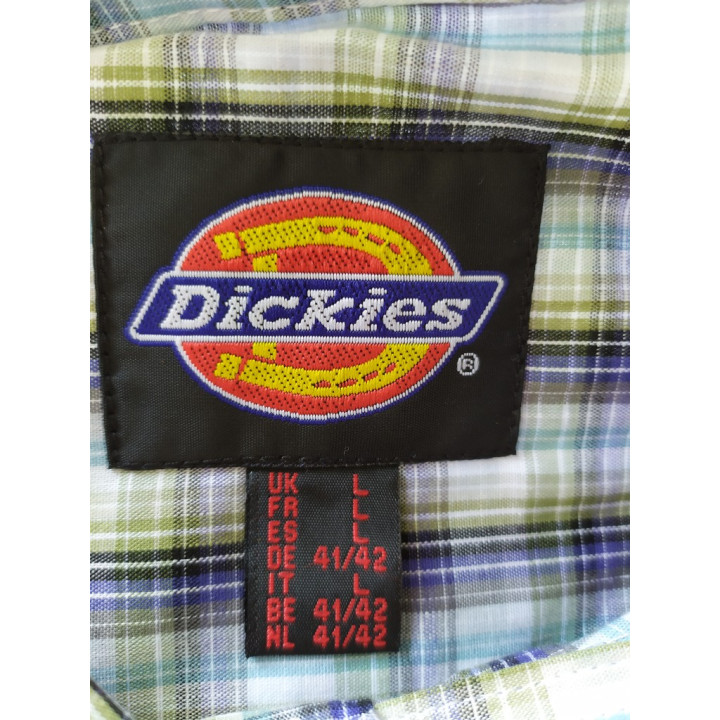 Dickies
®
UK L
FR L
ES L
DE 41/42
IT L
BE 41/42
NL 41/42